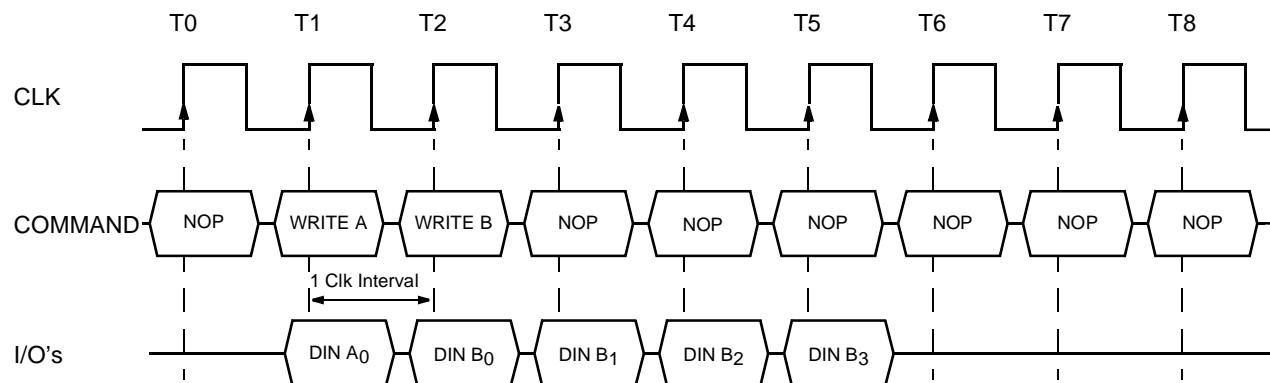 T0 T1 T2 T3 T4 T5 T6 T7 T8
CLK
COMMAND NOP WRITE A WRITE B NOP NOP NOP NOP NOP NOP
1 Clk Interval
I/O's DIN A0 DIN B0 DIN B1 DIN B2 DIN B3